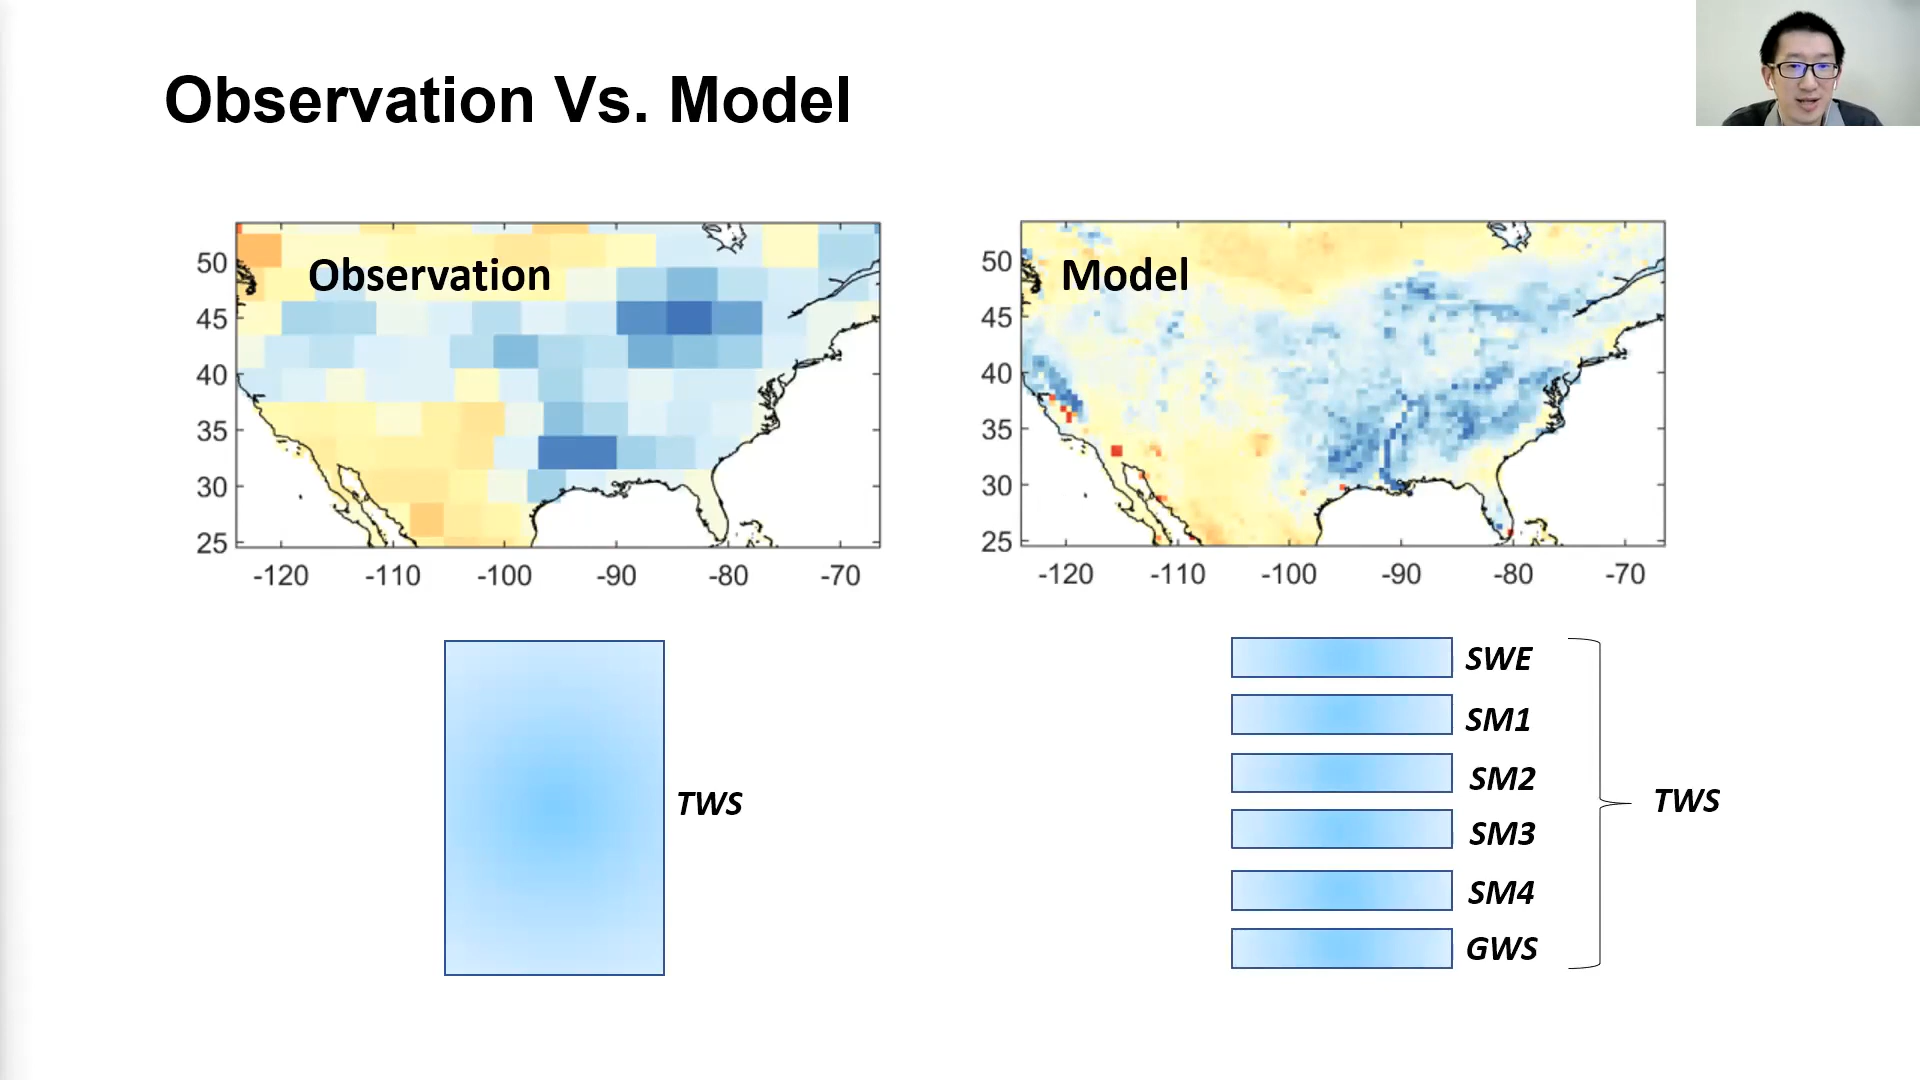 Observation Vs. Model
Observation
50
45
40
35
30
25
-120 -110 -100 -90 -80 -70
Model
50
45
40
35
30
25
-120 -110 -100 -90 -80 -70
TWS
SWE
SM1
SM2
SM3
SM4
GWS
TWS